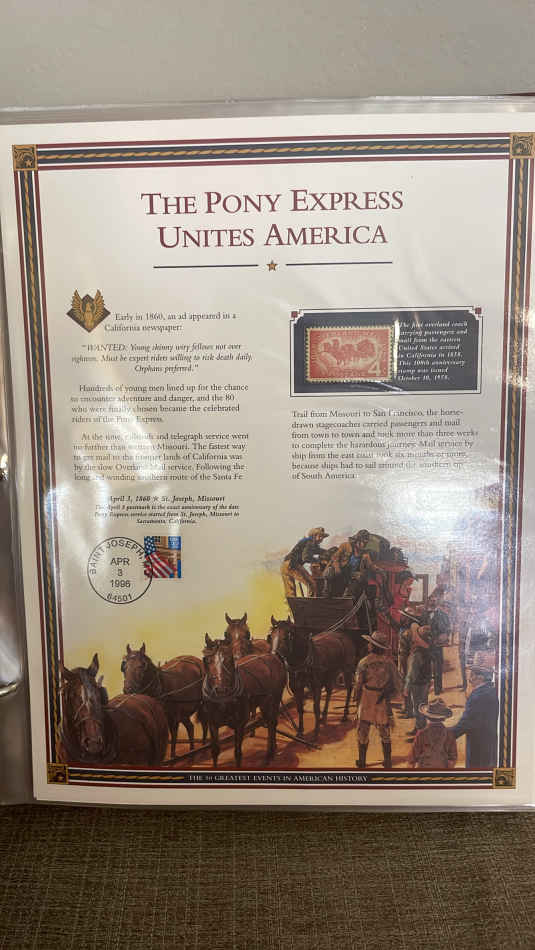 THE PONY EXPRESS
UNITES AMERICA
Early in 1860, an ad appeared in a
California newspaper:
"WANTED: Young skinny wiry fellows not over
eighteen. Must be expert riders willing to risk death daily.
Orphans preferred."
Hundreds of young men lined up for the chance
to encounter adventure and danger, and the 80
who were finally chosen became the celebrated
riders of the Pony Express.
At the time, railroads and telegraph service went
no further than western Missouri. The fastest way
to get mail to the frontier lands of California was
by the slow Overland Mail service. Following the
long and winding southern route of the Santa Fe
April 3, 1860 ★ St. Joseph, Missouri
The April 3 postmark is the exact anniversary of the date
Pony Express service started from St. Joseph, Missouri to
Sacramento, California.
SAINT JOSEPH
APR
3
1996
64501
OVERLAND MAIL
4
The first overland coach
carrying passengers and
mail from the eastern
United States arrived
in California in 1858.
This 100th anniversary
stamp was issued
October 10, 1958.
Trail from Missouri to San Francisco, the horse-
drawn stagecoaches carried passengers and mail
from town to town and took more than three weeks
to complete the hazardous journey. Mail service by
ship from the east coast took six months or more,
because ships had to sail around the southern tip
of South America.
THE 50 GREATEST EVENTS IN AMERICAN HISTORY